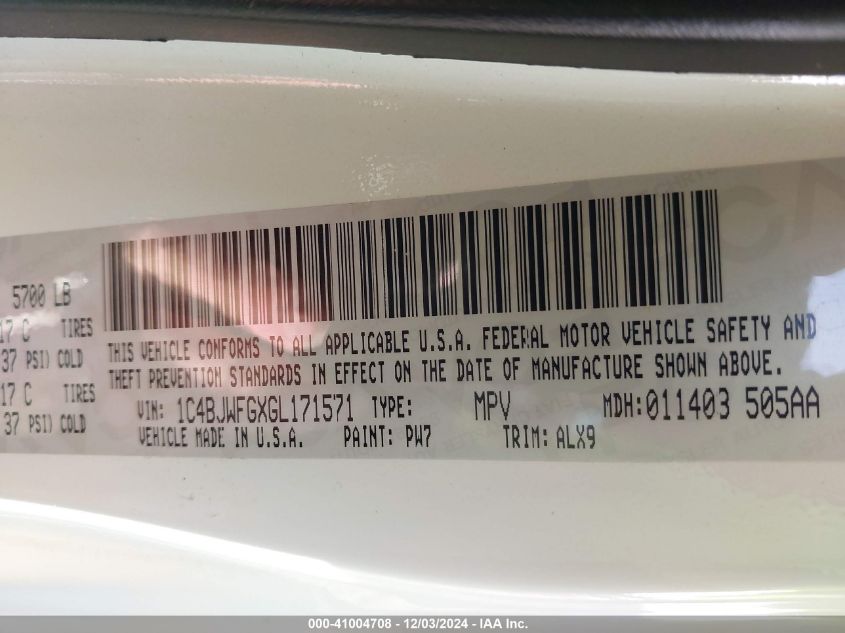 5700 LB
17 C TIRES
37 PSI) COLD
17 C TIRES
37 PSI) COLD
THIS VEHICLE CONFORMS TO ALL APPLICABLE U.S.A. FEDERAL MOTOR VEHICLE SAFETY AND
THEFT PREVENTION STANDARDS IN EFFECT ON THE DATE OF MANUFACTURE SHOWN ABOVE.
VIN: 1C4BJWFGXGL171571 TYPE: MPV MDH:011403 505AA
VEHICLE MADE IN U.S.A. PAINT: PW7 TRIM: ALX9
000-41004708 - 12/03/2024 - IAA Inc.